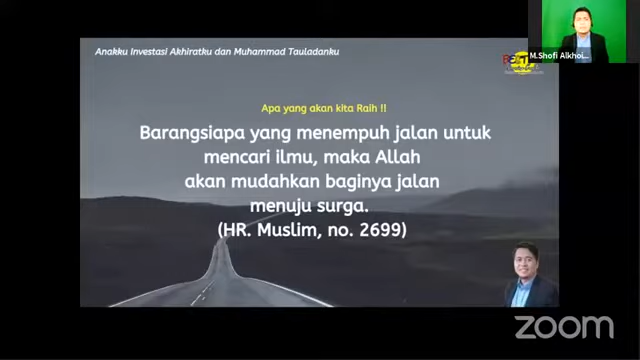 M.Shofi Alkhoi...
Anakku Investasi Akhiratku dan Muhammad Tauladanku
Apa yang akan kita Raih !!
Barangsiapa yang menempuh jalan untuk
mencari ilmu, maka Allah
akan mudahkan baginya jalan
menuju surga.
(HR. Muslim, no. 2699)
zoom